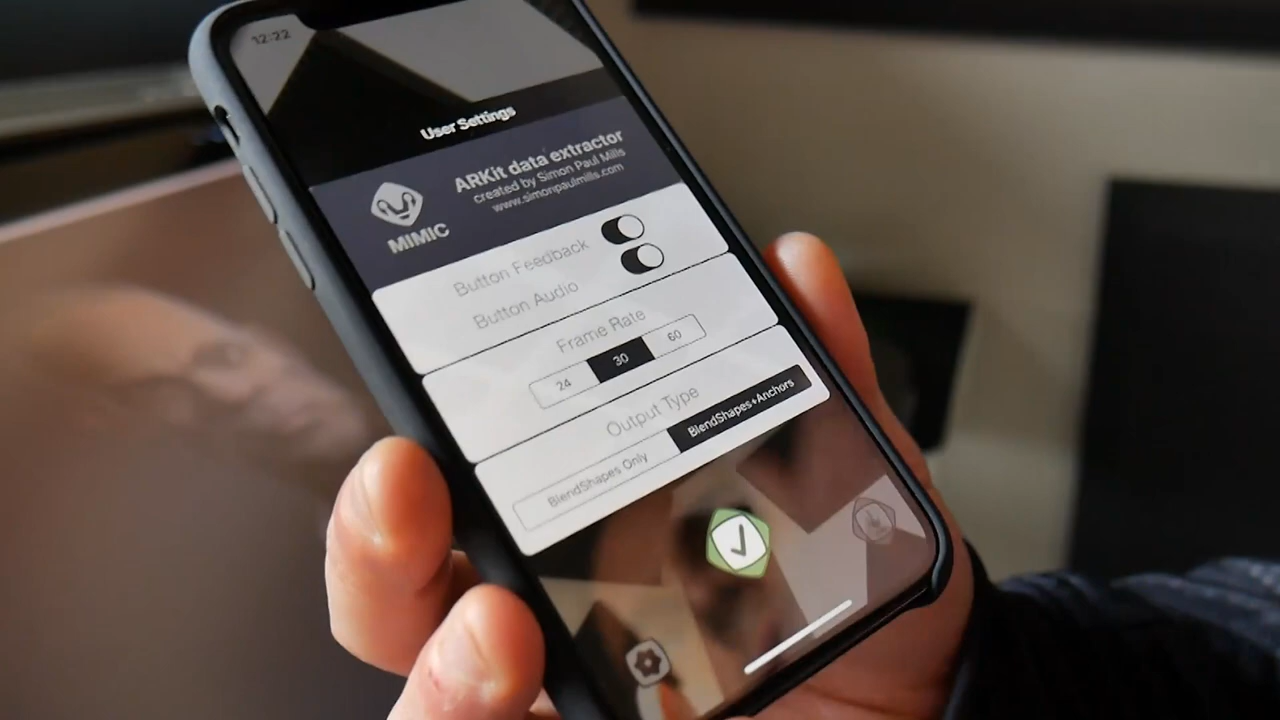 12:22
User Settings
ARKit data extractor
created by Simon Paul Mills
www.simonpaulmills.com
MIMIC
Button Feedback
Button Audio
Frame Rate
24 30 60
Output Type
BlendShapes Only BlendShapes+Anchors